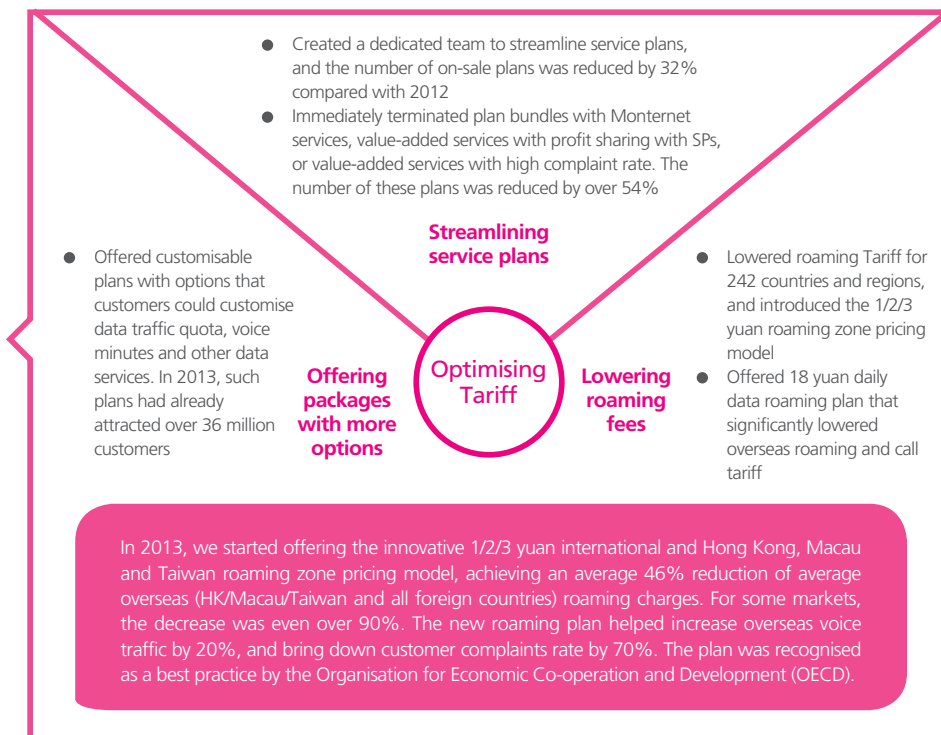 ● Created a dedicated team to streamline service plans,
and the number of on-sale plans was reduced by 32%
compared with 2012
● Immediately terminated plan bundles with Monternet
services, value-added services with profit sharing with SPs,
or value-added services with high complaint rate. The
number of these plans was reduced by over 54%
Streamlining
service plans
● Offered customisable
plans with options that
customers could customise
data traffic quota, voice
minutes and other data
services. In 2013, such
plans had already
attracted over 36 million
customers
Offering
packages
with more
options
Optimising
Tariff
Lowering
roaming
fees
● Lowered roaming Tariff for
242 countries and regions,
and introduced the 1/2/3
yuan roaming zone pricing
model
● Offered 18 yuan daily
data roaming plan that
significantly lowered
overseas roaming and call
tariff
In 2013, we started offering the innovative 1/2/3 yuan international and Hong Kong, Macau
and Taiwan roaming zone pricing model, achieving an average 46% reduction of average
overseas (HK/Macau/Taiwan and all foreign countries) roaming charges. For some markets,
the decrease was even over 90%. The new roaming plan helped increase overseas voice
traffic by 20%, and bring down customer complaints rate by 70%. The plan was recognised
as a best practice by the Organisation for Economic Co-operation and Development (OECD).